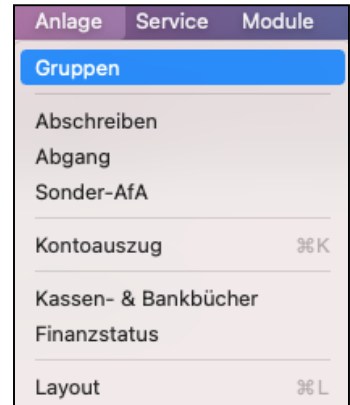 Anlage Service Module
Gruppen
Abschreiben
Abgang
Sonder-AfA
Kontoauszug ⌘K
Kassen- & Bankbücher
Finanzstatus
Layout ⌘L